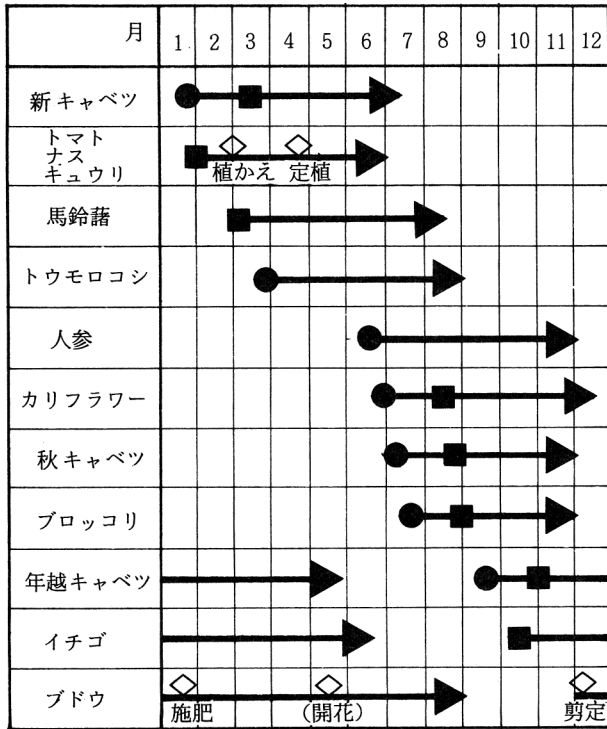 月 1 2 3 4 5 6 7 8 9 10 11 12
新キャベツ
トマト
ナス
キュウリ
植かえ 定植
馬鈴藷
トウモロコシ
人参
カリフラワー
秋キャベツ
ブロッコリ
年越キャベツ
イチゴ
ブドウ
施肥 (開花) 剪定